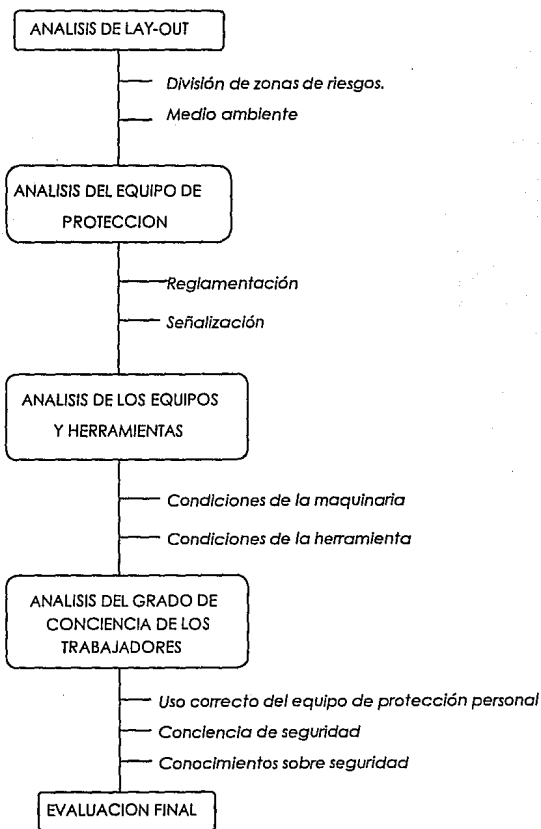 ANALISIS DE LAY-OUT
División de zonas de riesgos.
Medio ambiente
ANALISIS DEL EQUIPO DE
PROTECCION
Reglamentación
Señalización
ANALISIS DE LOS EQUIPOS
Y HERRAMIENTAS
Condiciones de la maquinaria
Condiciones de la herramienta
ANALISIS DEL GRADO DE
CONCIENCIA DE LOS
TRABAJADORES
Uso correcto del equipo de protección personal
Conciencia de seguridad
Conocimientos sobre seguridad
EVALUACION FINAL